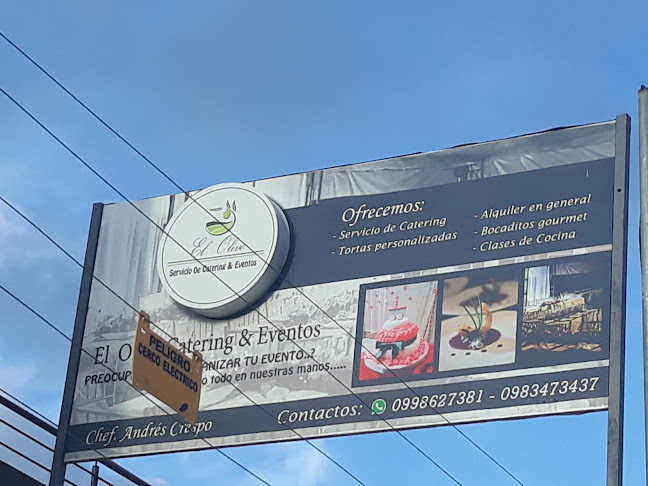 El Olivo
Servicio De Catering & Eventos
Ofrecemos:
- Servicio de Catering
- Tortas personalizadas
- Alquiler en general
- Bocaditos gourmet
- Clases de Cocina
El O Catering & Eventos
PREOCUP ANIZAR TU EVENTO..?
o todo en nuestras manos.....
PELIGRO
CERCO ELECTRICO
Chef. Andrés Crespo
Contactos: 0998627381 - 0983473437